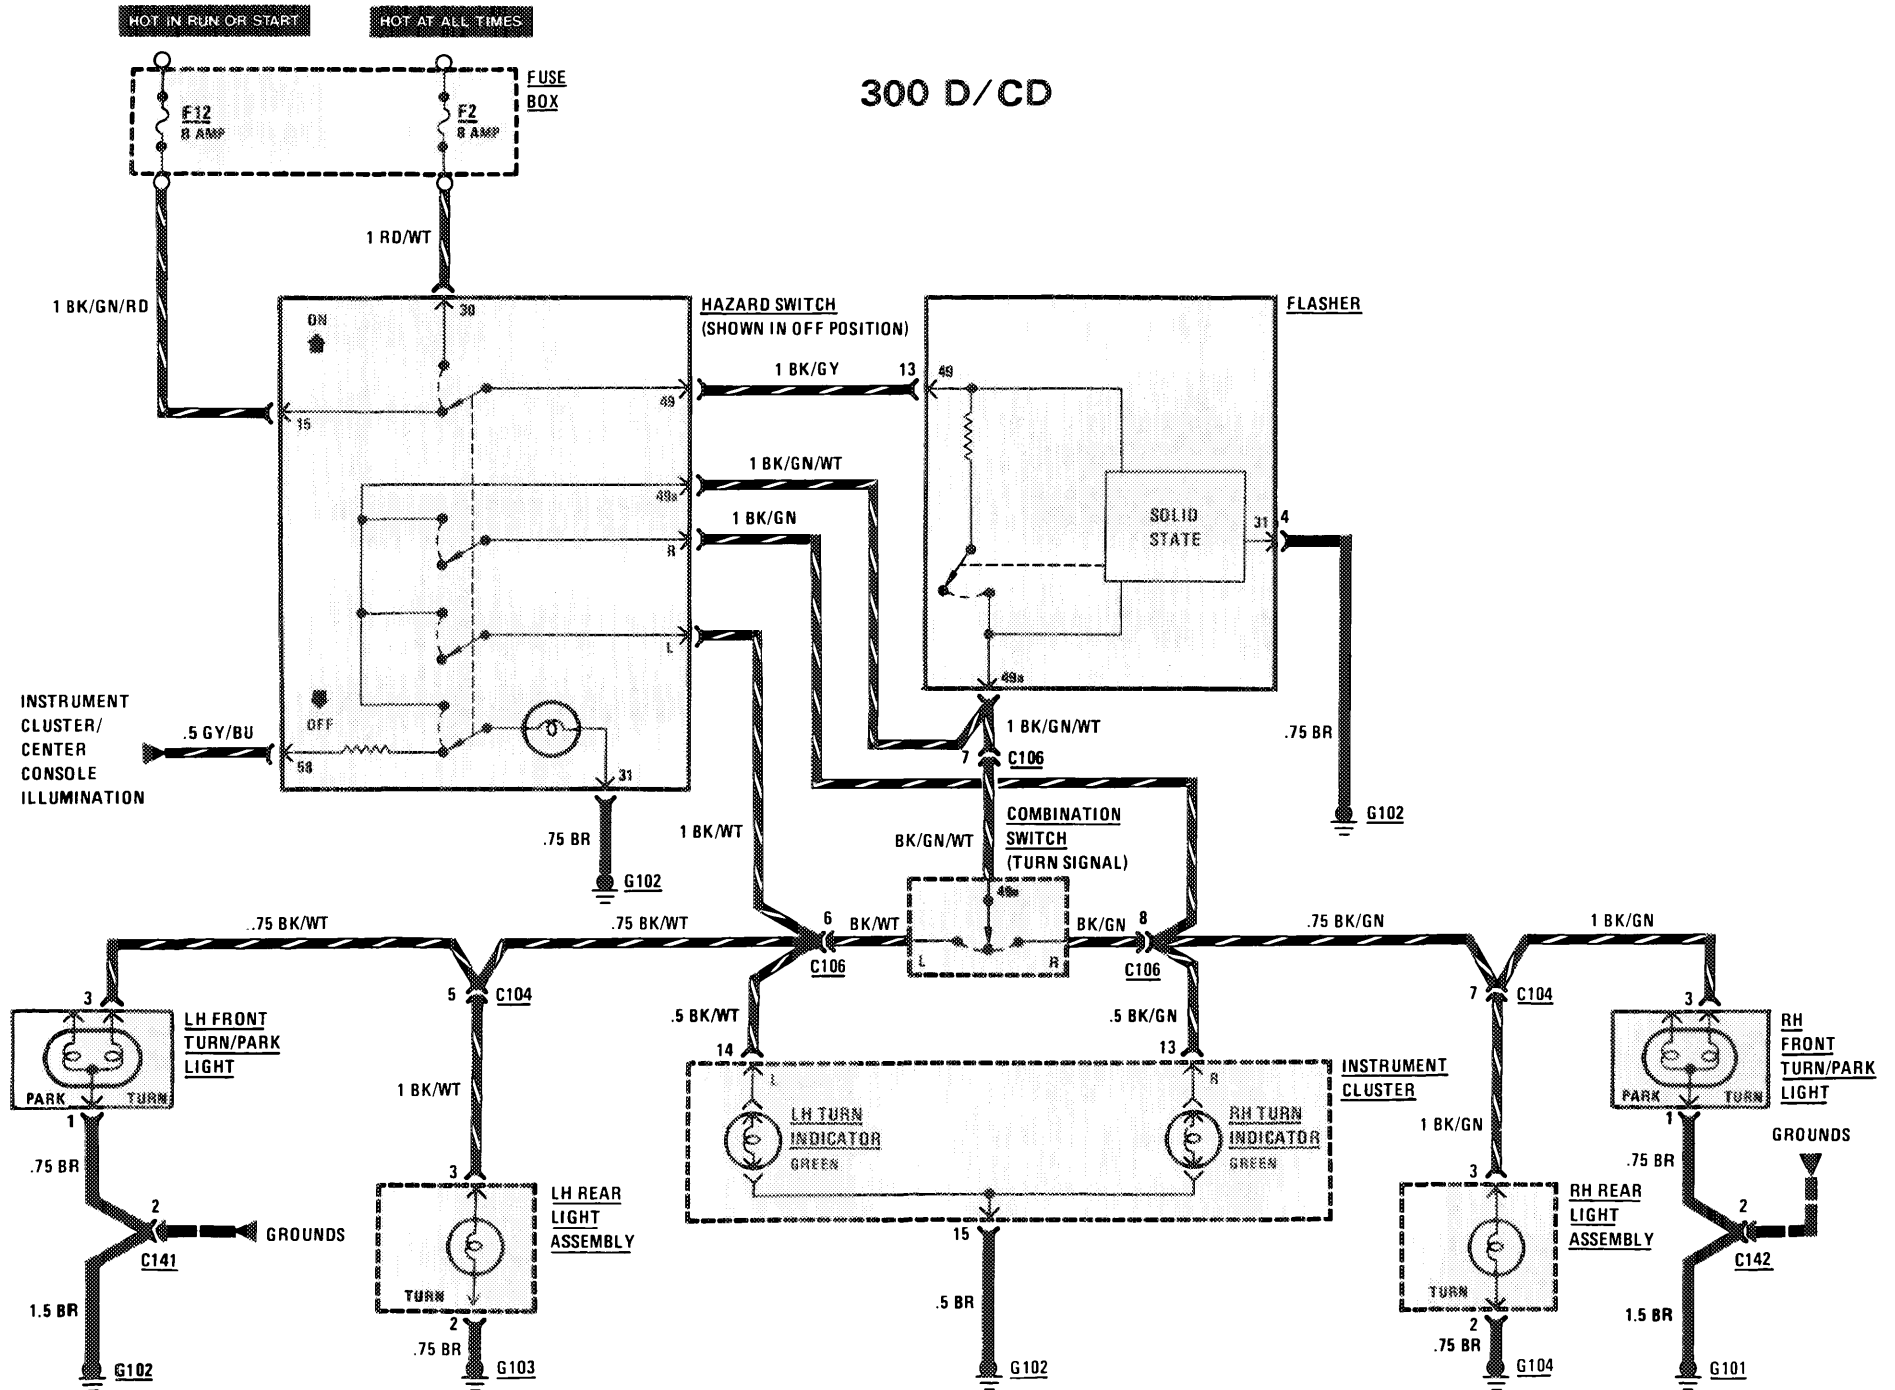 HOT IN RUN OR START
HOT AT ALL TIMES
300 D/CD
FUSE
BOX
F12
8 AMP
F2
8 AMP
1 RD/WT
1 BK/GN/RD
HAZARD SWITCH
(SHOWN IN OFF POSITION)
FLASHER
ON
30
15
49
1 BK/GY
13
49
1 BK/GN/WT
49a
1 BK/GN
R
SOLID
STATE
31
4
L
49a
OFF
INSTRUMENT
CLUSTER/
CENTER
CONSOLE
ILLUMINATION
.5 GY/BU
58
31
1 BK/GN/WT
7
C106
.75 BR
G102
.75 BR
G102
1 BK/WT
BK/GN/WT
COMBINATION
SWITCH
(TURN SIGNAL)
49a
L
R
.75 BK/WT
.75 BK/WT
6
BK/WT
C106
BK/GN
8
C106
.75 BK/GN
1 BK/GN
3
5
C104
.5 BK/WT
.5 BK/GN
7
C104
3
LH FRONT
TURN/PARK
LIGHT
PARK
TURN
1
1 BK/WT
14
L
LH TURN
INDICATOR
GREEN
13
R
RH TURN
INDICATOR
GREEN
INSTRUMENT
CLUSTER
1 BK/GN
RH
FRONT
TURN/PARK
LIGHT
PARK
TURN
1
GROUNDS
.75 BR
2
C141
GROUNDS
1.5 BR
G102
3
LH REAR
LIGHT
ASSEMBLY
TURN
2
.75 BR
G103
15
.5 BR
G102
3
RH REAR
LIGHT
ASSEMBLY
TURN
2
.75 BR
G104
.75 BR
2
C142
1.5 BR
G101